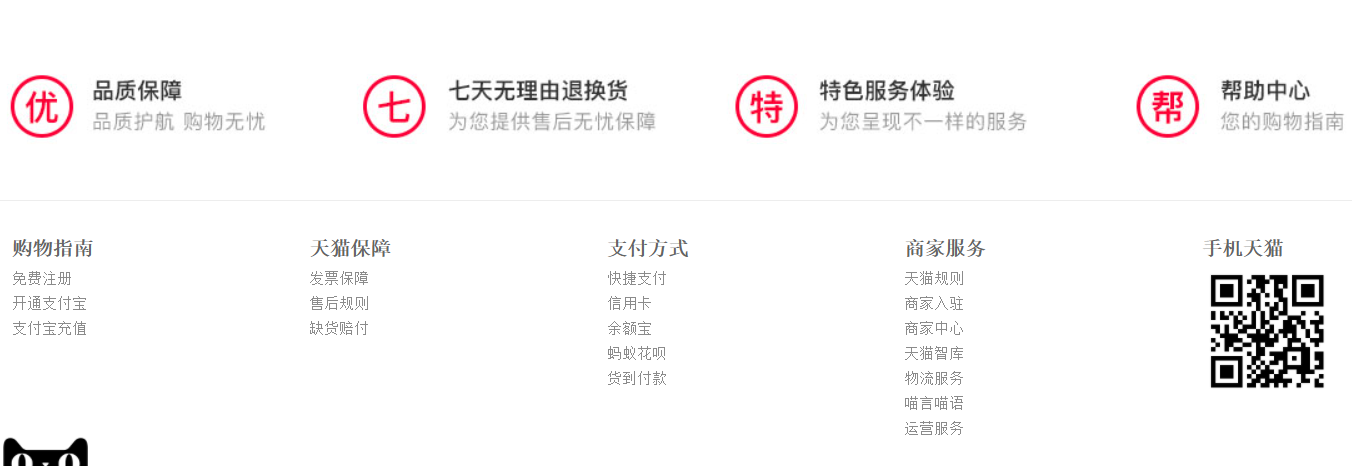 优 品质保障
品质护航 购物无忧
七 七天无理由退换货
为您提供售后无忧保障
特 特色服务体验
为您呈现不一样的服务
帮 帮助中心
您的购物指南
购物指南
免费注册
开通支付宝
支付宝充值
天猫保障
发票保障
售后规则
缺货赔付
支付方式
快捷支付
信用卡
余额宝
蚂蚁花呗
货到付款
商家服务
天猫规则
商家入驻
商家中心
天猫智库
物流服务
喵言喵语
运营服务
手机天猫